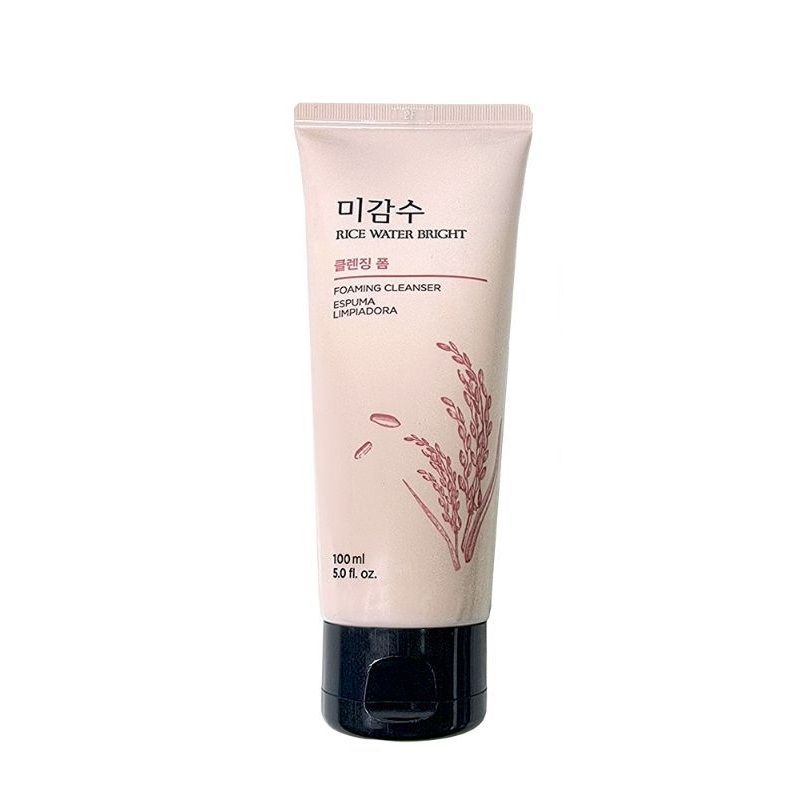 미감수
RICE WATER BRIGHT
클렌징 폼
FOAMING CLEANSER
ESPUMA
LIMPIADORA
100 ml
5.0 fl. oz.